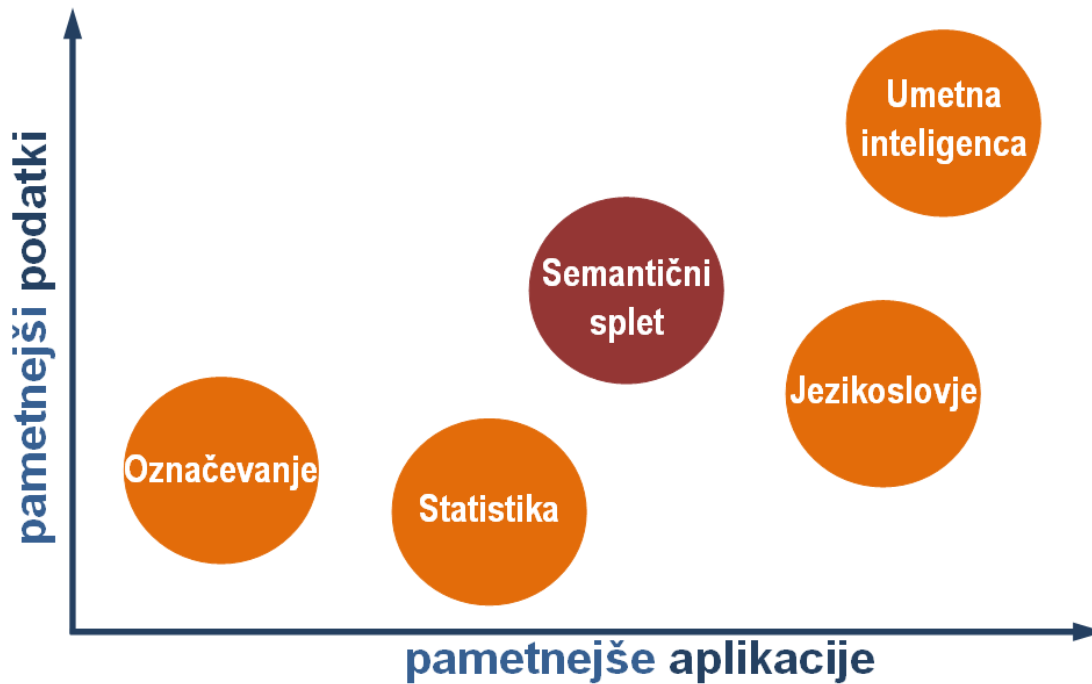 Umetna
inteligenca
Semantični
splet
Jezikoslovje
Označevanje
Statistika
pametnejši podatki
pametnejše aplikacije